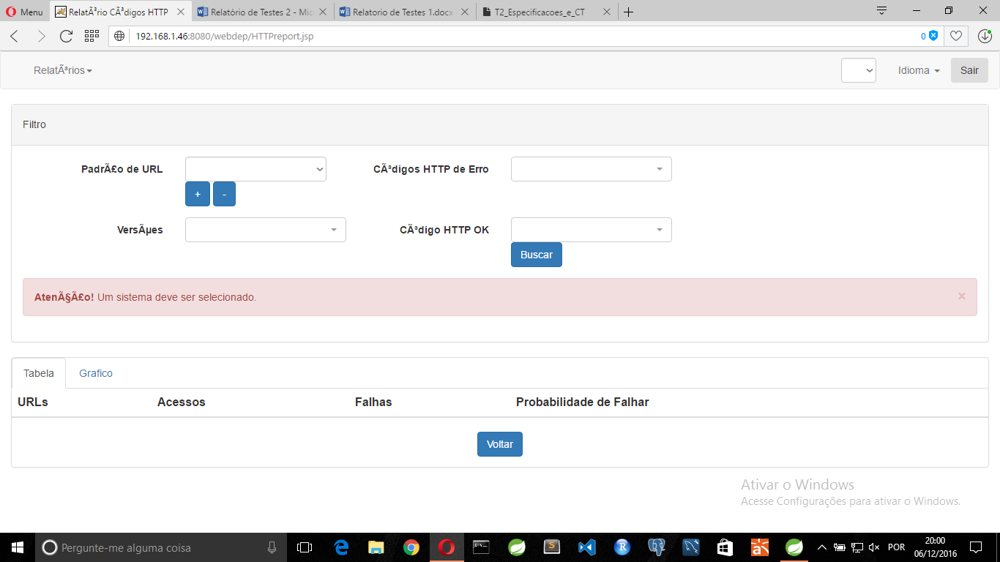 Menu
RelatÃ³rio CÃ³digos HTTP
Relatório de Testes 2 - Mic
Relatorio de Testes 1.docx
T2_Especificacoes_e_CT
192.168.1.46:8080/webdep/HTTPreport.jsp
0
RelatÃ³rios
Idioma
Sair
Filtro
PadrÃ£o de URL
CÃ³digos HTTP de Erro
+ -
VersÃµes
CÃ³digo HTTP OK
Buscar
AtenÃ§Ã£o! Um sistema deve ser selecionado.
×
Tabela
Grafico
URLs Acessos Falhas Probabilidade de Falhar
Voltar
Ativar o Windows
Acesse Configurações para ativar o Windows.
Pergunte-me alguma coisa
POR
20:00
06/12/2016